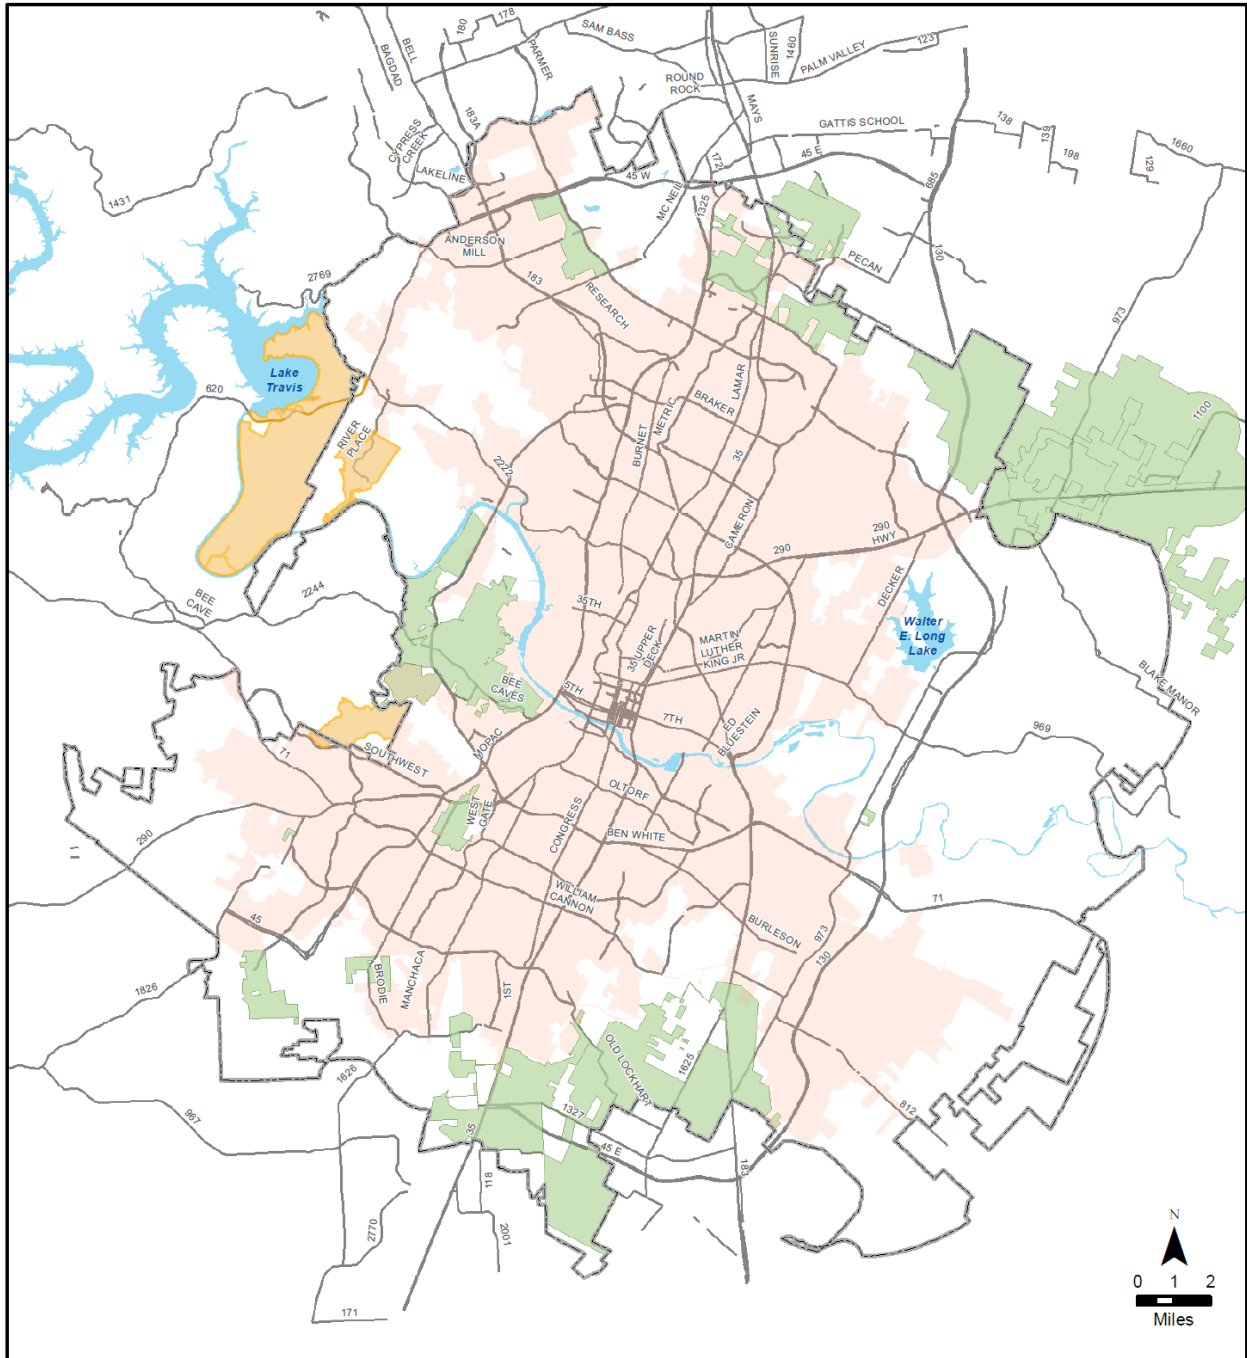 178
180
SAM BASS
123
BELL
BAGDAD
PARMER
SUNRISE
1460
PALM VALLEY
ROUND
ROCK
MAYS
183A
CYPRESS
CREEK
GATTIS SCHOOL
138
139
198
129
1660
LAKELINE
172
45 E
45 W
685
1431
MC NEIL
1325
ANDERSON
MILL
PECAN
130
2769
183
RESEARCH
973
Lake
Travis
620
LAMAR
BRAKER
METRIC
1100
RIVER
PLACE
BURNET
35
2222
CAMERON
290
HWY
290
DECKER
2244
BEE
CAVE
35TH
Walter
E. Long
Lake
35 UPPER
DECK
MARTIN
LUTHER
KING JR
BEE
CAVES
5TH
7TH
ED
BLUESTEIN
BLAKE MANOR
969
71
SOUTHWEST
MOPAC
OLTORF
WEST
GATE
CONGRESS
BEN WHITE
290
WILLIAM
CANNON
71
45
BURLESON
973
130
BRODIE
MANCHACA
1ST
1826
OLD LOCKHART
1625
1626
1327
812
967
35
45 E
183
118
2001
2770
171
N
0 1 2
Miles